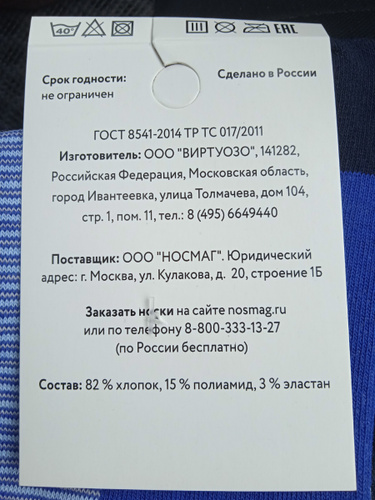 40°
EAC
Срок годности:
не ограничен
Сделано в России
ГОСТ 8541-2014 ТР ТС 017/2011
Изготовитель: ООО "ВИРТУОЗО", 141282,
Российская Федерация, Московская область,
город Ивантеевка, улица Толмачева, дом 104,
стр. 1, пом. 11, тел.: 8 (495) 6649440
Поставщик: ООО "НОСМАГ". Юридический
адрес: г. Москва, ул. Кулакова, д. 20, строение 1Б
Заказать носки на сайте nosmag.ru
или по телефону 8-800-333-13-27
(по России бесплатно)
Состав: 82 % хлопок, 15 % полиамид, 3 % эластан